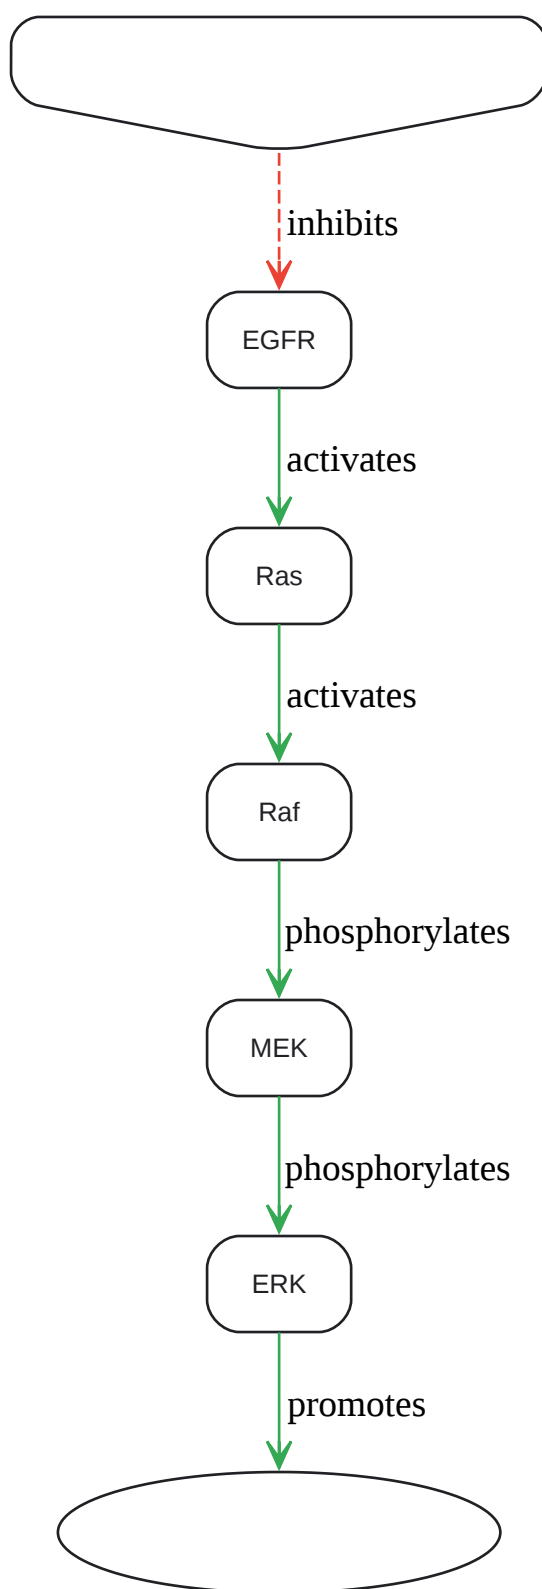 inhibits
EGFR
activates
Ras
activates
Raf
phosphorylates
MEK
phosphorylates
ERK
promotes